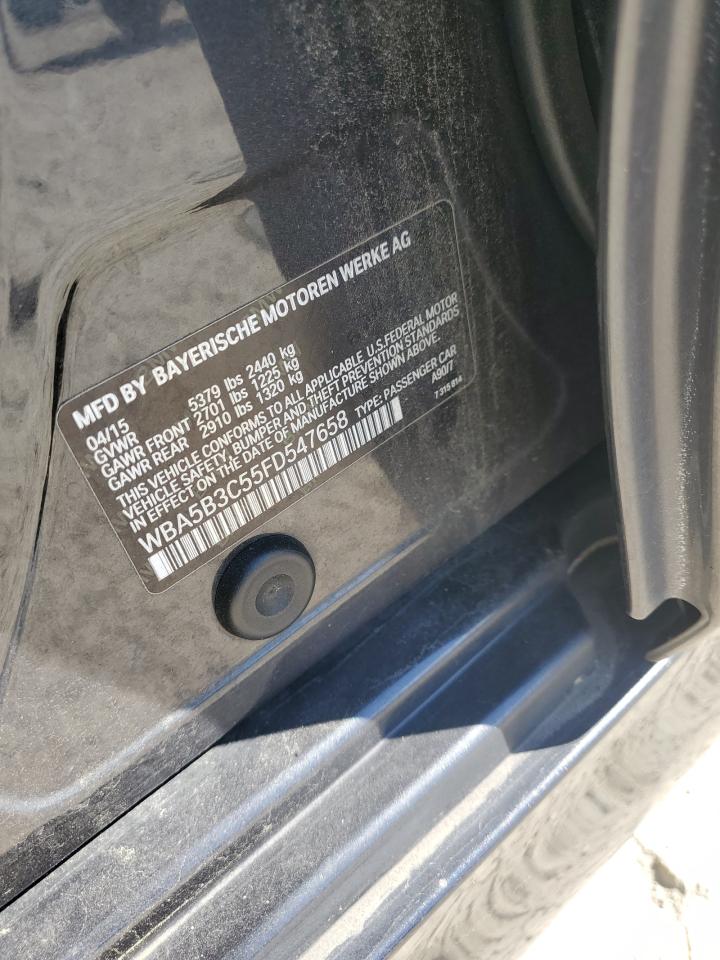 MFD BY BAYERISCHE MOTOREN WERKE AG
04/15
GVWR 5379 lbs 2440 kg
GAWR FRONT 2701 lbs 1225 kg
GAWR REAR 2910 lbs 1320 kg
THIS VEHICLE CONFORMS TO ALL APPLICABLE U.S.FEDERAL MOTOR
VEHICLE SAFETY, BUMPER AND THEFT PREVENTION STANDARDS
IN EFFECT ON THE DATE OF MANUFACTURE SHOWN ABOVE.
WBA5B3C55FD547658 TYPE: PASSENGER CAR
A90/7
7 315 814